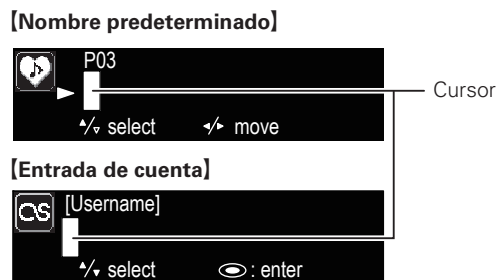 【Nombre predeterminado】
P03
Cursor
select move
【Entrada de cuenta】
[Username]
select : enter